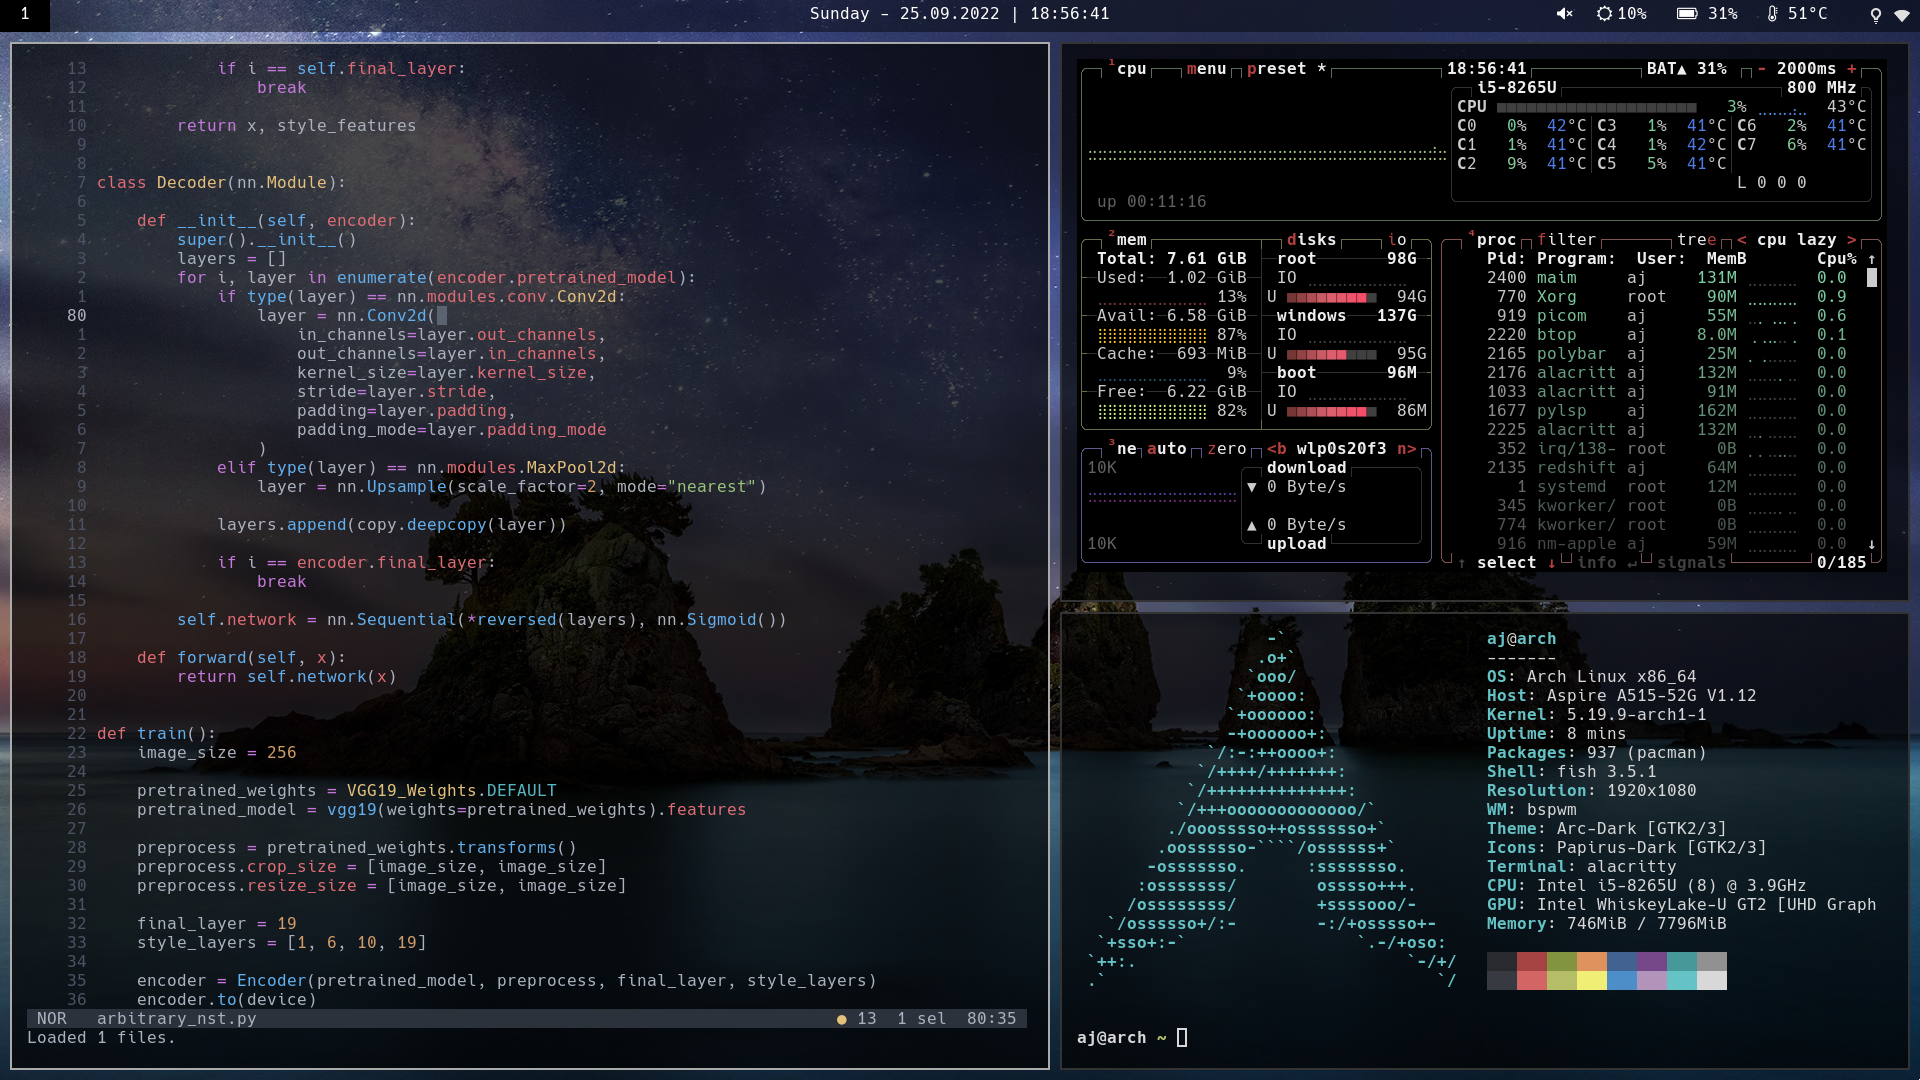 1
Sunday - 25.09.2022 | 18:56:41
10% 31% 51°C
13 if i == self.final_layer:
12 break
11
10 return x, style_features
9
8
7 class Decoder(nn.Module):
6
5 def __init__(self, encoder):
4 super().__init__()
3 layers = []
2 for i, layer in enumerate(encoder.pretrained_model):
1 if type(layer) == nn.modules.conv.Conv2d:
80 layer = nn.Conv2d(
1 in_channels=layer.out_channels,
2 out_channels=layer.in_channels,
3 kernel_size=layer.kernel_size,
4 stride=layer.stride,
5 padding=layer.padding,
6 padding_mode=layer.padding_mode
7 )
8 elif type(layer) == nn.modules.MaxPool2d:
9 layer = nn.Upsample(scale_factor=2, mode="nearest")
10
11 layers.append(copy.deepcopy(layer))
12
13 if i == encoder.final_layer:
14 break
15
16 self.network = nn.Sequential(*reversed(layers), nn.Sigmoid())
17
18 def forward(self, x):
19 return self.network(x)
20
21
22 def train():
23 image_size = 256
24
25 pretrained_weights = VGG19_Weights.DEFAULT
26 pretrained_model = vgg19(weights=pretrained_weights).features
27
28 preprocess = pretrained_weights.transforms()
29 preprocess.crop_size = [image_size, image_size]
30 preprocess.resize_size = [image_size, image_size]
31
32 final_layer = 19
33 style_layers = [1, 6, 10, 19]
34
35 encoder = Encoder(pretrained_model, preprocess, final_layer, style_layers)
36 encoder.to(device)
NOR arbitrary_nst.py ● 13 1 sel 80:35
Loaded 1 files.
¹cpu menu preset * 18:56:41 BAT▲ 31% - 2000ms +
i5-8265U 800 MHz
CPU 3% 43°C
C0 0% 42°C C3 1% 41°C C6 2% 41°C
C1 1% 41°C C4 1% 42°C C7 6% 41°C
C2 9% 41°C C5 5% 41°C
L 0 0 0
up 00:11:16
²mem disks io
Total: 7.61 GiB root 98G
Used: 1.02 GiB IO
13% U 94G
Avail: 6.58 GiB windows 137G
87% IO
Cache: 693 MiB U 95G
9% boot 96M
Free: 6.22 GiB IO
82% U 86M
³ne auto zero <b wlp0s20f3 n>
10K download
▼ 0 Byte/s
▲ 0 Byte/s
10K upload
⁴proc filter tree < cpu lazy >
Pid: Program: User: MemB Cpu% ↑
2400 maim aj 131M 0.0
770 Xorg root 90M 0.9
919 picom aj 55M 0.6
2220 btop aj 8.0M 0.1
2165 polybar aj 25M 0.0
2176 alacritt aj 132M 0.0
1033 alacritt aj 91M 0.0
1677 pylsp aj 162M 0.0
2225 alacritt aj 132M 0.0
352 irq/138- root 0B 0.0
2135 redshift aj 64M 0.0
1 systemd root 12M 0.0
345 kworker/ root 0B 0.0
774 kworker/ root 0B 0.0
916 nm-apple aj 59M 0.0 ↓
↑ select ↓ info ↵ signals 0/185
-`
.o+`
`ooo/
`+oooo:
`+oooooo:
-+oooooo+:
`/:-:++oooo+:
`/++++/+++++++:
`/++++++++++++++:
`/+++ooooooooooooo/`
./ooosssso++osssssso+`
.oossssso-````/ossssss+`
-osssssso. :ssssssso.
:osssssss/ osssso+++.
/ossssssss/ +ssssooo/-
`/ossssso+/:- -:/+osssso+-
`+sso+:-` `.-/+oso:
`++:. `-/+/
.` `/
aj@arch
-------
OS: Arch Linux x86_64
Host: Aspire A515-52G V1.12
Kernel: 5.19.9-arch1-1
Uptime: 8 mins
Packages: 937 (pacman)
Shell: fish 3.5.1
Resolution: 1920x1080
WM: bspwm
Theme: Arc-Dark [GTK2/3]
Icons: Papirus-Dark [GTK2/3]
Terminal: alacritty
CPU: Intel i5-8265U (8) @ 3.9GHz
GPU: Intel WhiskeyLake-U GT2 [UHD Graph
Memory: 746MiB / 7796MiB
aj@arch ~